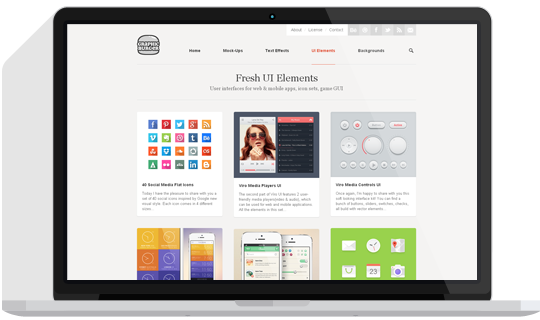 About License Contact
GRAPHIC
BURGER
Home Mock-Ups Text Effects UI Elements Backgrounds
Fresh UI Elements
User interfaces for web & mobile apps, icon sets, game GUI
40 Social Media Flat Icons
Today I have the pleasure to share with you a
set of 40 social icons inspired by Google new
visual style. Each icon comes in 4 different
sizes.
Vire Media Players UI
The second part of vire UI features 2 user-
friendly media players(video & audio), which
can be used for web and mobile applications.
All the elements in this set
Viro Media Controls UI
Once again, I'm happy to share with you this
soft looking interface kit! You can find a
bunch of buttons, sliders, switches, checks,
all build with vector elements.
23